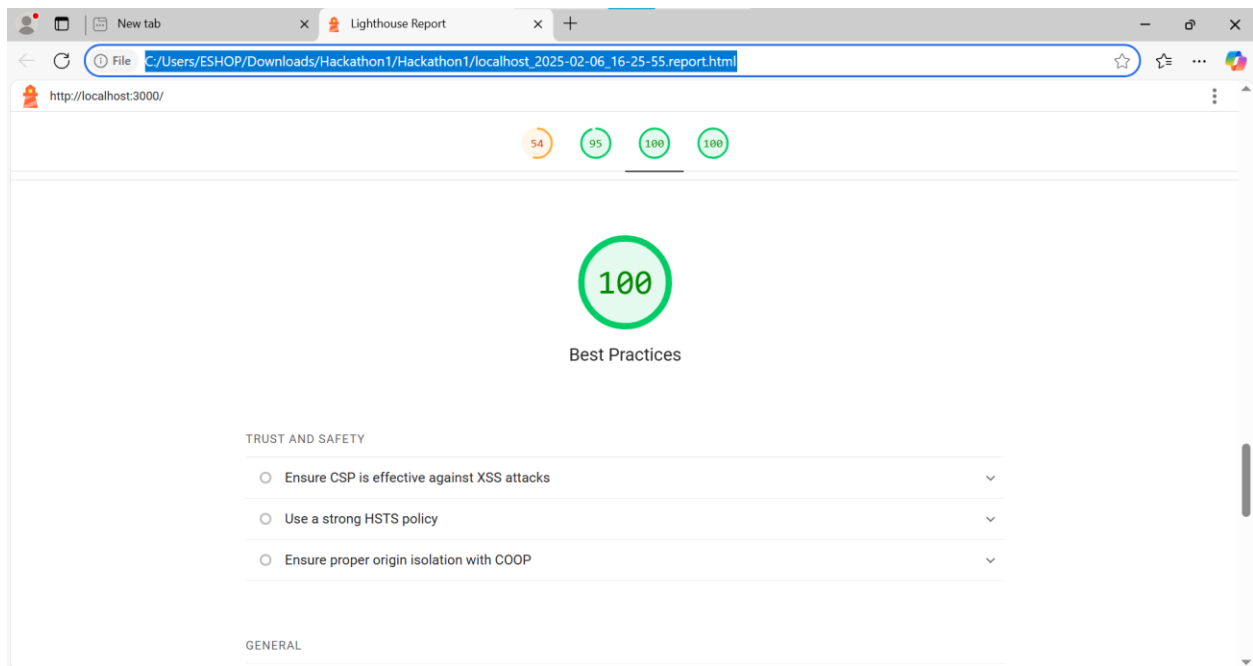 New tab
Lighthouse Report
File
C:/Users/ESHOP/Downloads/Hackathon1/Hackathon1/localhost_2025-02-06_16-25-55.report.html
http://localhost:3000/
54 95 100 100
100
Best Practices
TRUST AND SAFETY
Ensure CSP is effective against XSS attacks
Use a strong HSTS policy
Ensure proper origin isolation with COOP
GENERAL